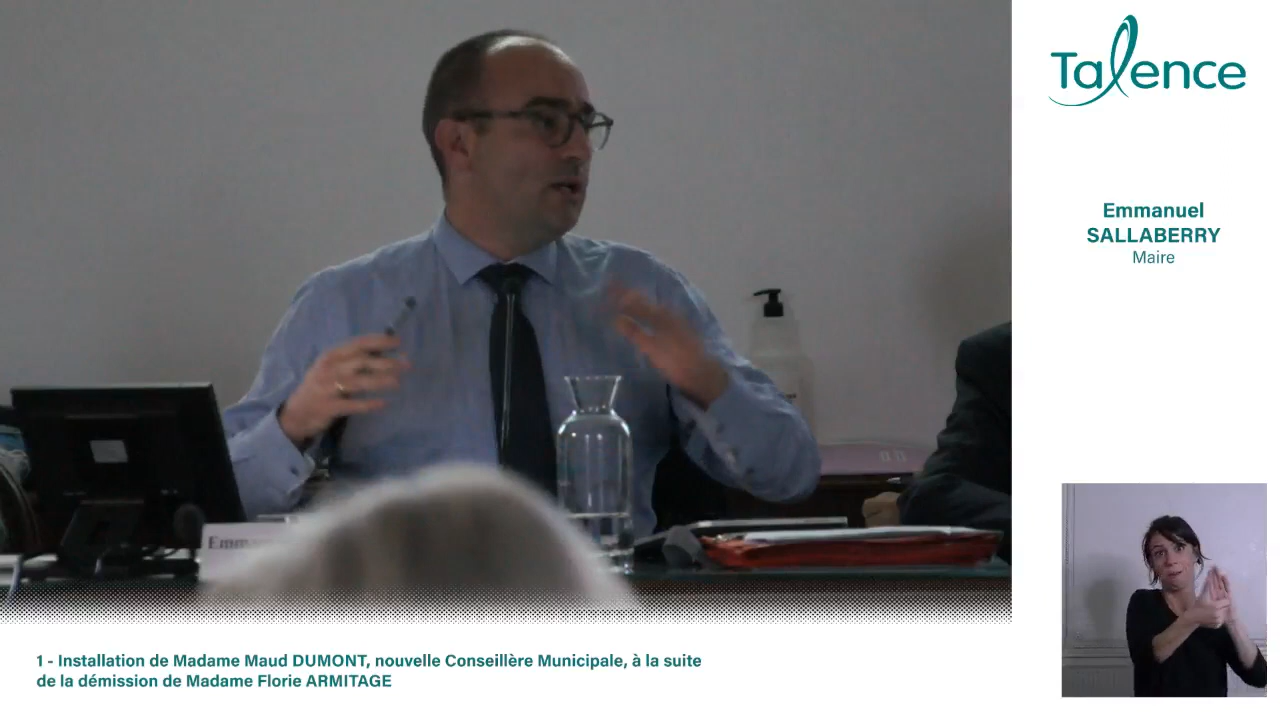 Talence
Emmanuel
SALLABERRY
Maire
Emma
1 - Installation de Madame Maud DUMONT, nouvelle Conseillère Municipale, à la suite
de la démission de Madame Florie ARMITAGE